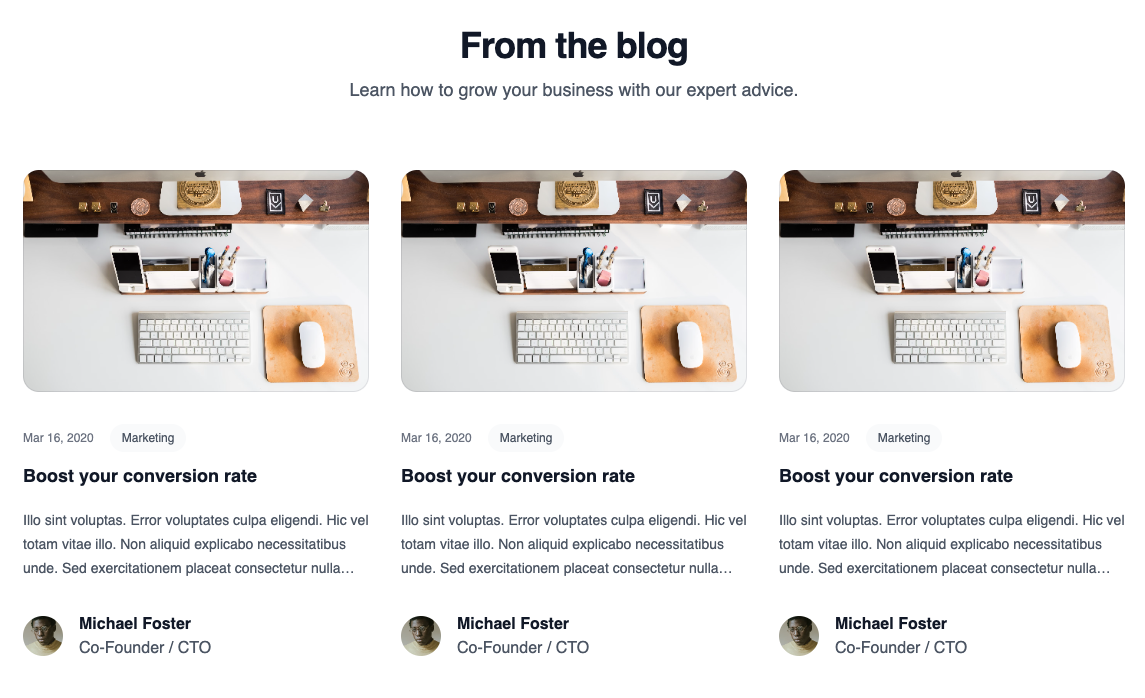 From the blog
Learn how to grow your business with our expert advice.
Mar 16, 2020 Marketing
Boost your conversion rate
Illo sint voluptas. Error voluptates culpa eligendi. Hic vel
totam vitae illo. Non aliquid explicabo necessitatibus
unde. Sed exercitationem placeat consectetur nulla…
Michael Foster
Co-Founder / CTO
Mar 16, 2020 Marketing
Boost your conversion rate
Illo sint voluptas. Error voluptates culpa eligendi. Hic vel
totam vitae illo. Non aliquid explicabo necessitatibus
unde. Sed exercitationem placeat consectetur nulla…
Michael Foster
Co-Founder / CTO
Mar 16, 2020 Marketing
Boost your conversion rate
Illo sint voluptas. Error voluptates culpa eligendi. Hic vel
totam vitae illo. Non aliquid explicabo necessitatibus
unde. Sed exercitationem placeat consectetur nulla…
Michael Foster
Co-Founder / CTO